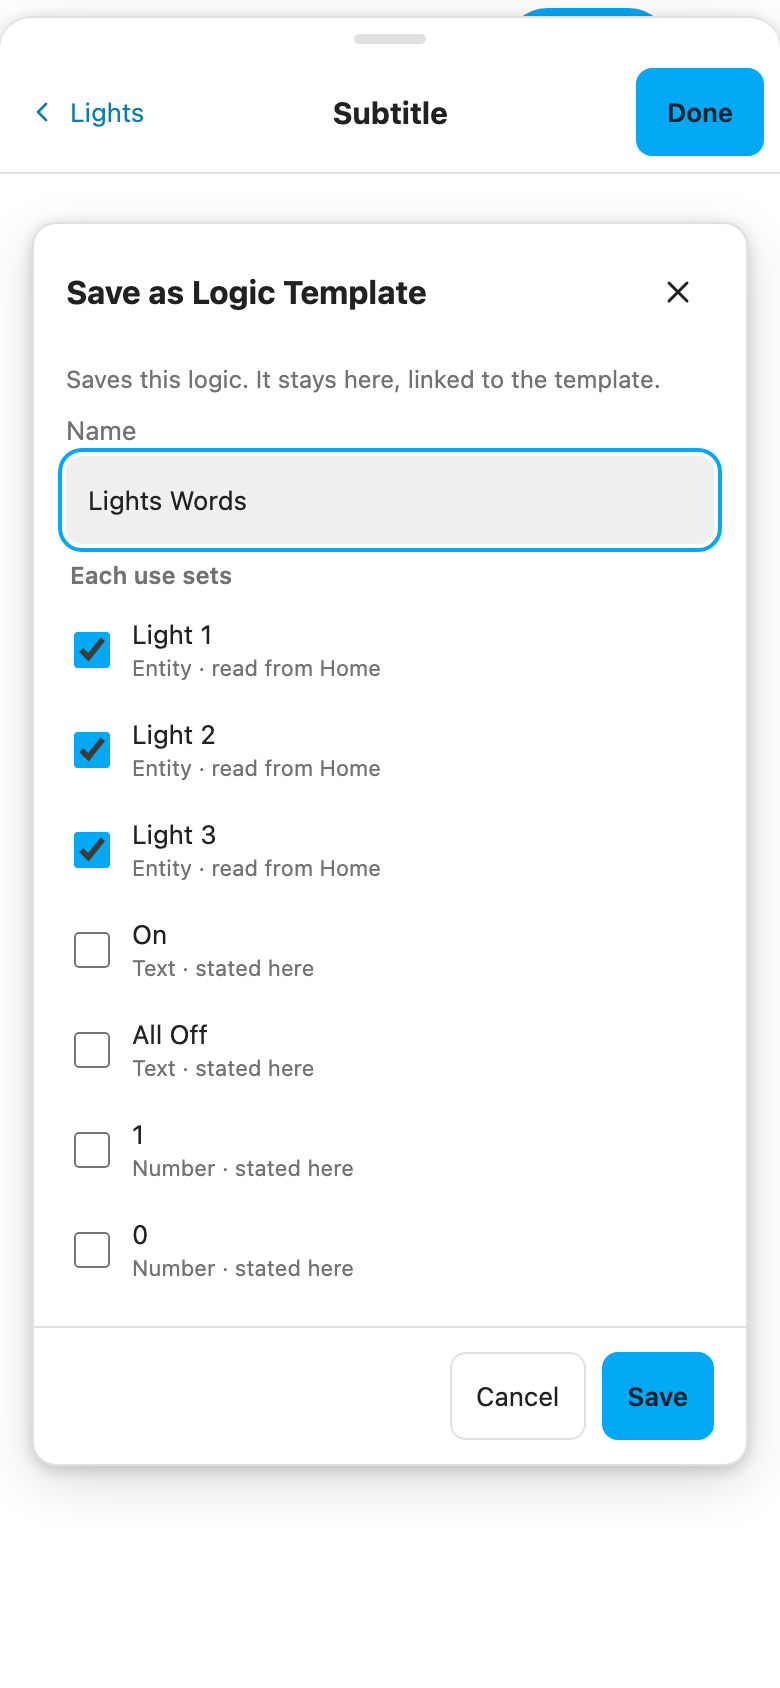 Lights
Subtitle
Done
Save as Logic Template
Saves this logic. It stays here, linked to the template.
Name
Lights Words
Each use sets
Light 1
Entity · read from Home
Light 2
Entity · read from Home
Light 3
Entity · read from Home
On
Text · stated here
All Off
Text · stated here
1
Number · stated here
0
Number · stated here
Cancel
Save